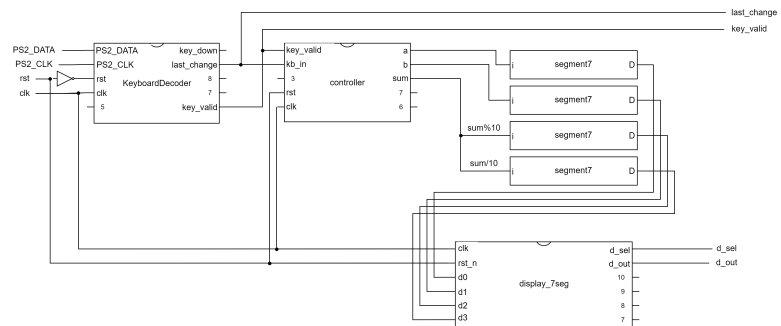 last_change
key_valid
PS2_DATA PS2_DATA key_down key_valid a
PS2_CLK PS2_CLK last_change kb_in b i segment7 D
rst rst 8 3 controller sum
KeyboardDecoder
clk clk 7 rst 7 i segment7 D
5 key_valid clk 6
sum%10 i segment7 D
sum/10 i segment7 D
clk d_sel d_sel
rst_n d_out d_out
d0 10
display_7seg
d1 9
d2 8
d3 7